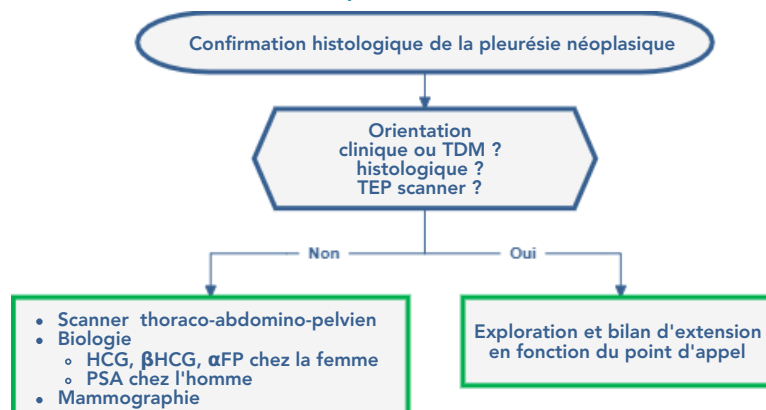 Confirmation histologique de la pleurésie néoplasique
Orientation
clinique ou TDM ?
histologique ?
TEP scanner ?
Non
Oui
• Scanner thoraco-abdomino-pelvien
• Biologie
∘ HCG, βHCG, αFP chez la femme
∘ PSA chez l'homme
• Mammographie
Exploration et bilan d'extension
en fonction du point d'appel